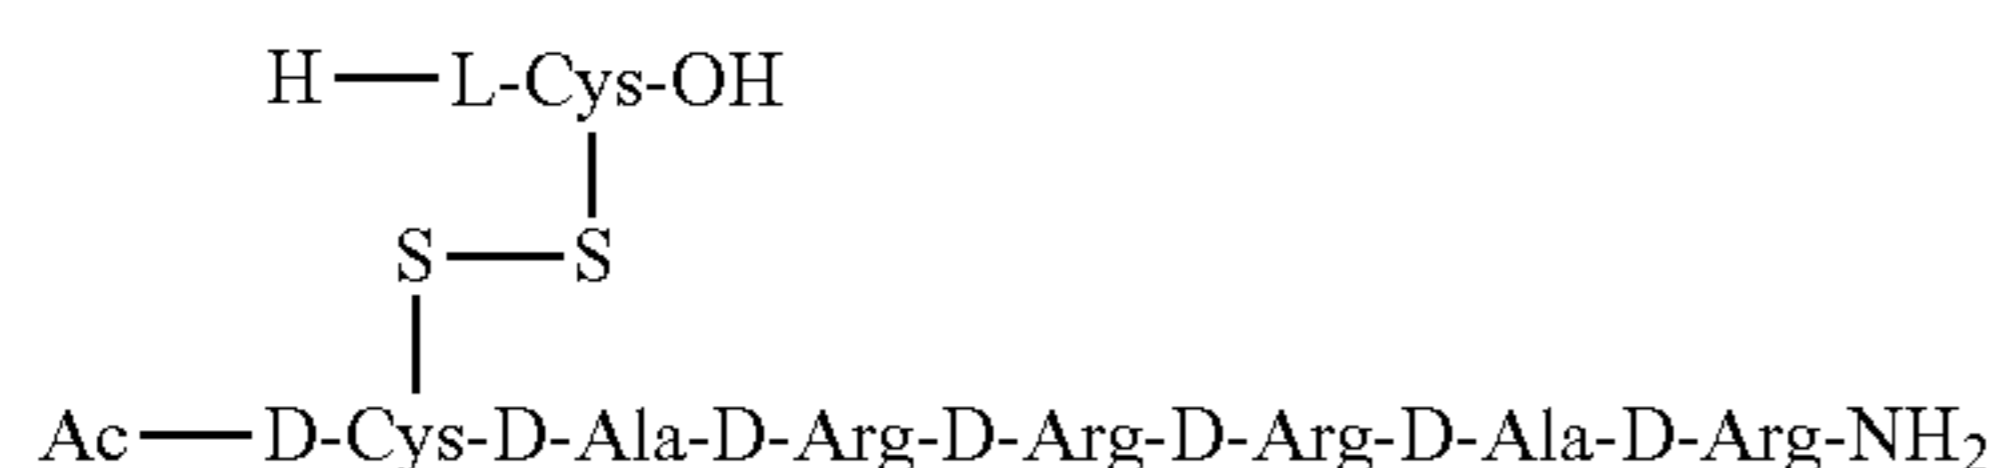 H—L-Cys-OH
S—S
Ac—D-Cys-D-Ala-D-Arg-D-Arg-D-Arg-D-Ala-D-Arg-NH₂